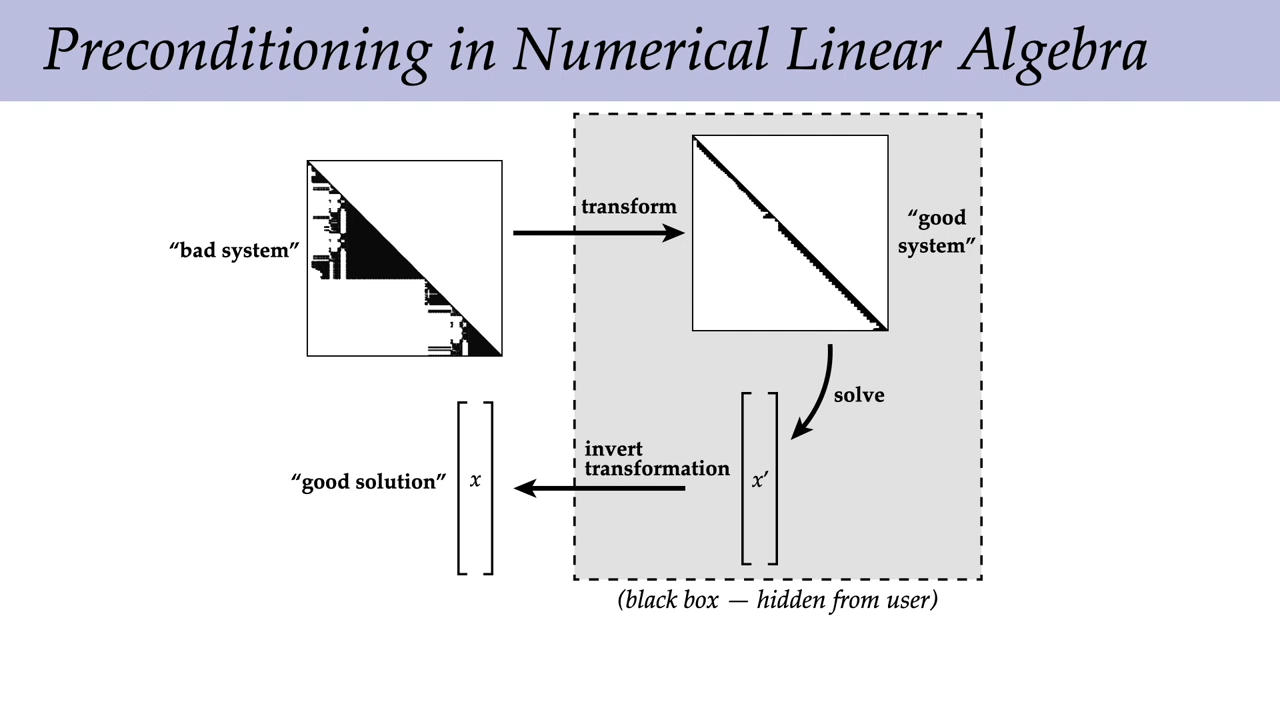 Preconditioning in Numerical Linear Algebra
“bad system”
transform
“good
system”
solve
invert
transformation
x′
“good solution”
x
(black box — hidden from user)